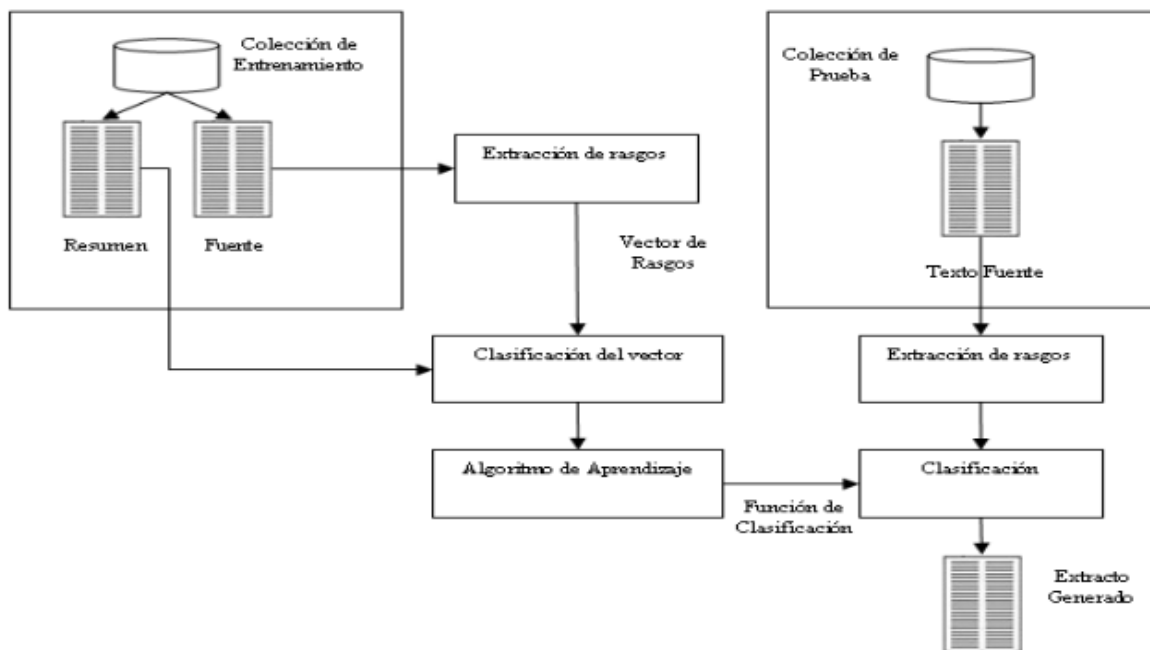 Colección de
Entrenamiento
Resumen
Fuente
Extracción de rasgos
Vector de
Rasgos
Clasificación del vector
Algoritmo de Aprendizaje
Función de
Clasificación
Colección de
Prueba
Texto Fuente
Extracción de rasgos
Clasificación
Extracto
Generado